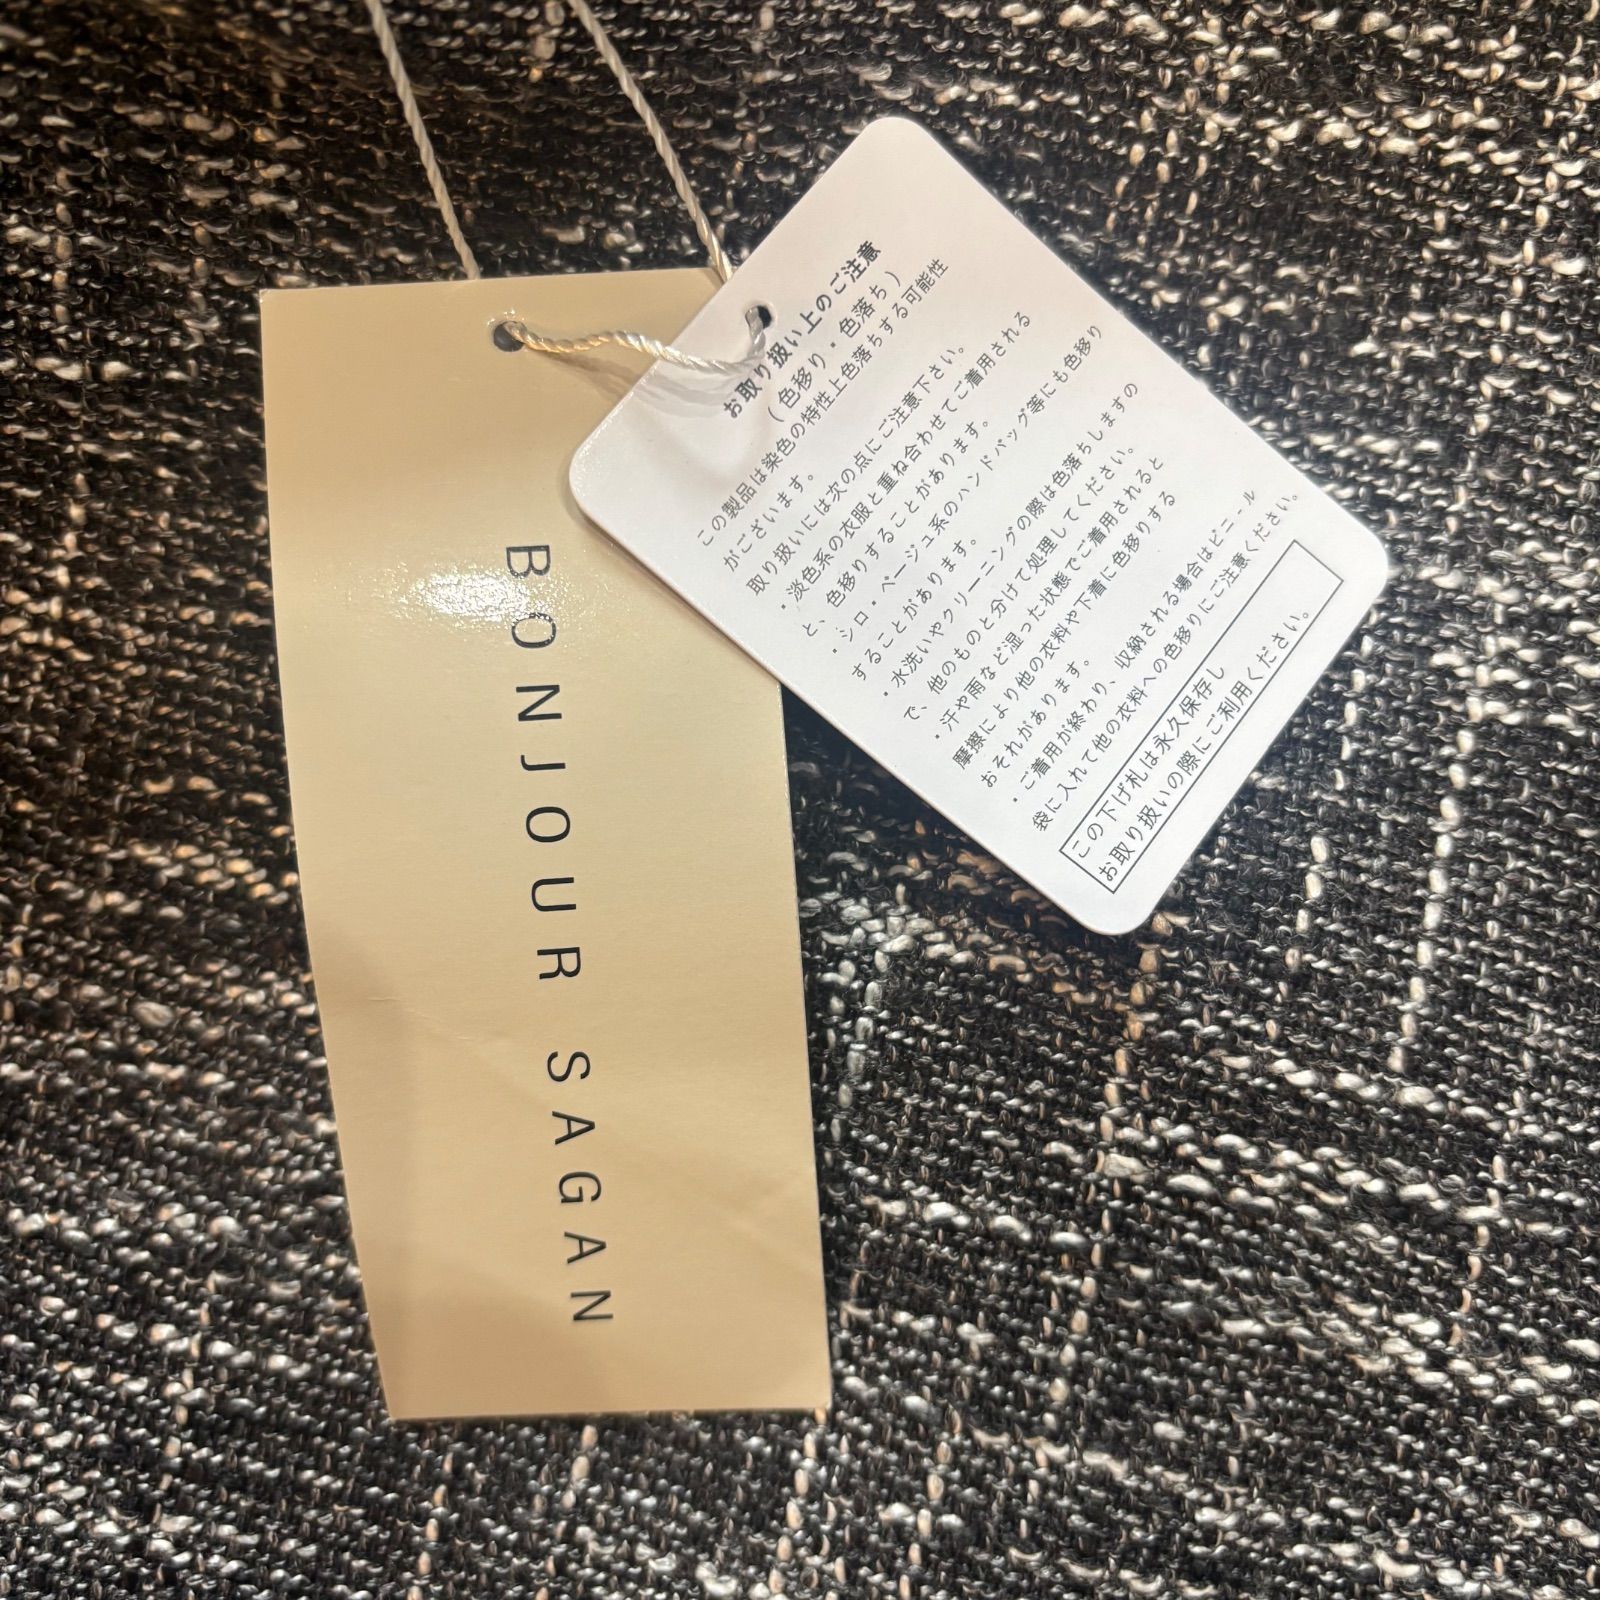 BONJOUR SAGAN
お取り扱い上のご注意
(色移り・色落ち)
この製品は染色の特性上色落ちする可能性
がございます。
取り扱いには次の点にご注意下さい。
・淡色系の衣服と重ね合わせてご着用される
と、色移りすることがあります。
・シロ・ベージュ系のハンドバッグ等にも色移り
することがあります。
・水洗いやクリーニングの際は色落ちしますの
で、他のものと分けて処理してください。
・汗や雨など湿った状態でご着用されると
摩擦により他の衣料や下着に色移りする
おそれがあります。
・ご着用が終わり、収納される場合はビニール
袋に入れて他の衣料への色移りにご注意ください。
この下げ札は永久保存し
お取り扱いの際にご利用ください。